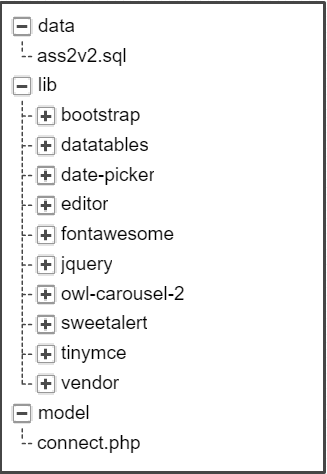 data
ass2v2.sql
lib
bootstrap
datatables
date-picker
editor
fontawesome
jquery
owl-carousel-2
sweetalert
tinymce
vendor
model
connect.php